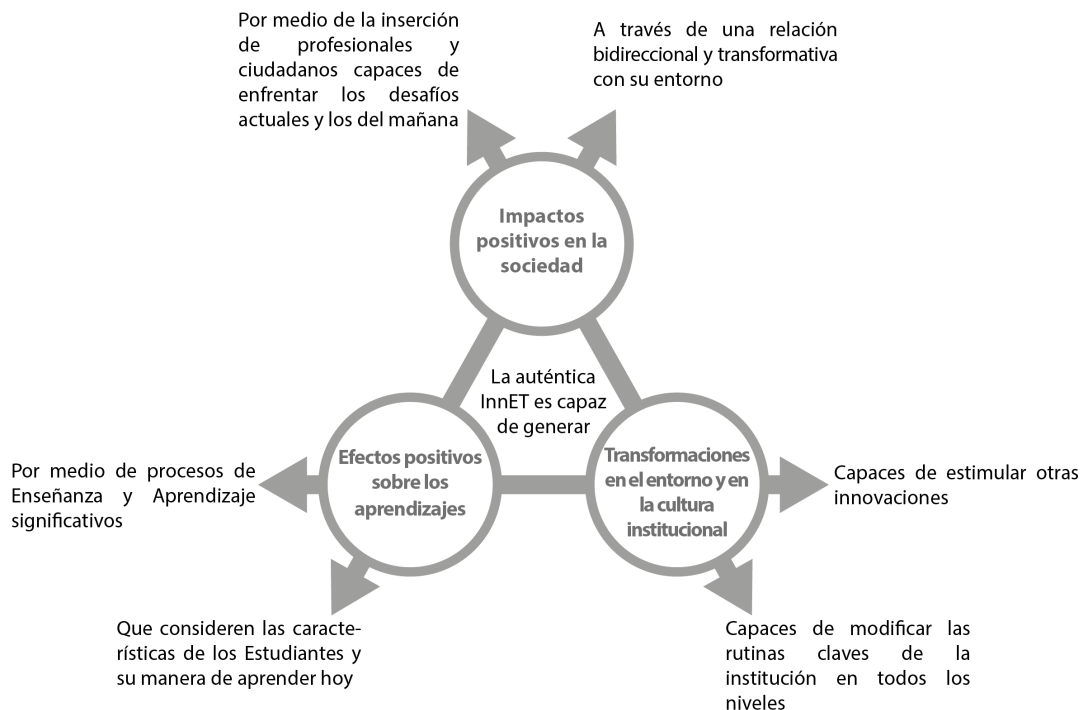 Por medio de la inserción
de profesionales y
ciudadanos capaces de
enfrentar los desafíos
actuales y los del mañana
A través de una relación
bidireccional y transformativa
con su entorno
Impactos
positivos en la
sociedad
La auténtica
InnET es capaz
de generar
Efectos positivos
sobre los
aprendizajes
Transformaciones
en el entorno y en
la cultura
institucional
Por medio de procesos de
Enseñanza y Aprendizaje
significativos
Capaces de estimular otras
innovaciones
Que consideren las caracte-
rísticas de los Estudiantes y
su manera de aprender hoy
Capaces de modificar las
rutinas claves de la
institución en todos los
niveles